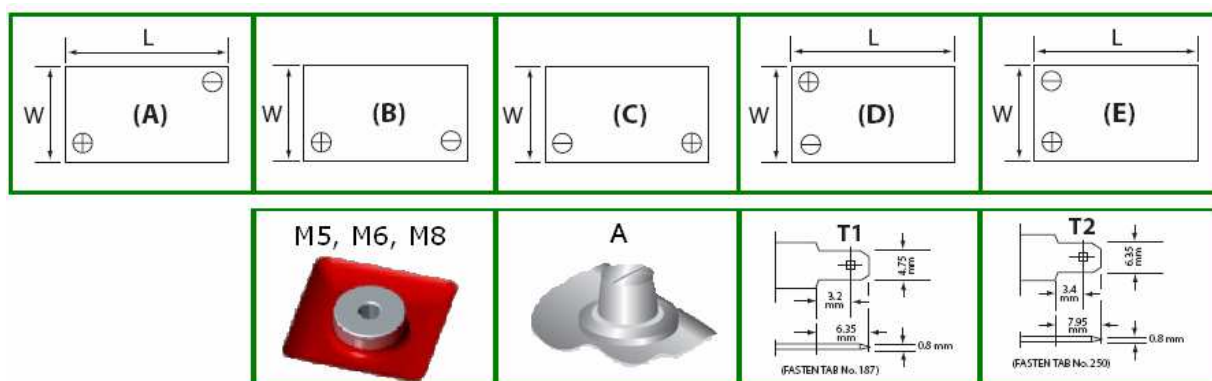 L
W
(A)
W
(B)
W
(C)
L
W
(D)
L
W
(E)
M5, M6, M8
A
T1
4.75
mm
3.2
mm
6.35
mm
0.8 mm
(FASTEN TAB No. 187)
T2
6.35
mm
3.4
mm
7.95
mm
0.8 mm
(FASTEN TAB No. 250)